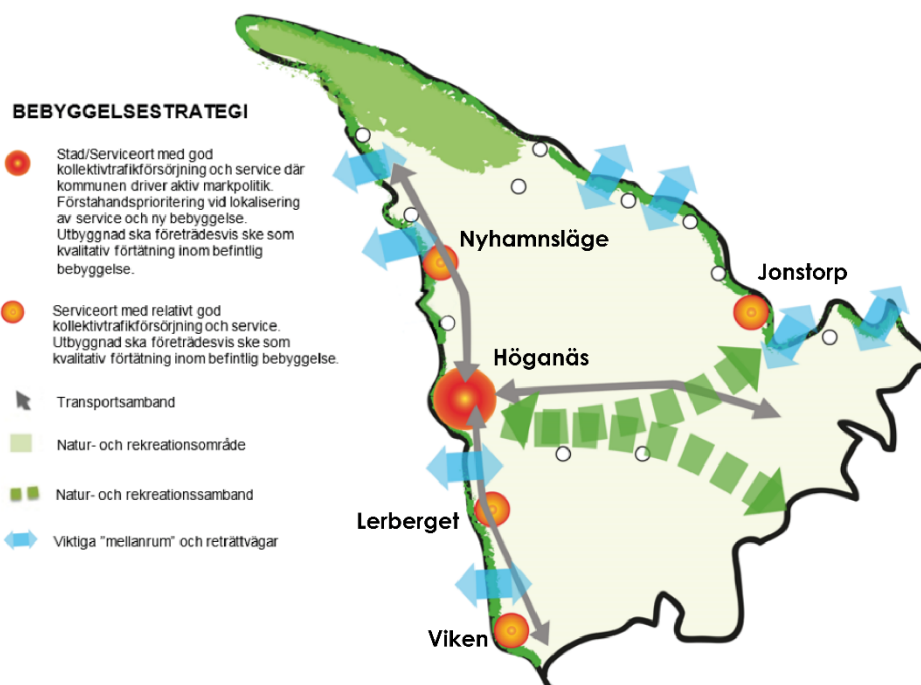 BEBYGGELSESTRATEGI
Stad/Serviceort med god
kollektivtrafikförsörjning och service där
kommunen driver aktiv markpolitik.
Förstahandsprioritering vid lokalisering
av service och ny bebyggelse.
Utbyggnad ska företrädesvis ske som
kvalitativ förtätning inom befintlig
bebyggelse.
Serviceort med relativt god
kollektivtrafikförsörjning och service.
Utbyggnad ska företrädesvis ske som
kvalitativ förtätning inom befintlig bebyggelse.
Transportsamband
Natur- och rekreationsområde
Natur- och rekreationssamband
Viktiga "mellanrum" och reträttvägar
Nyhamnsläge
Jonstorp
Höganäs
Lerberget
Viken